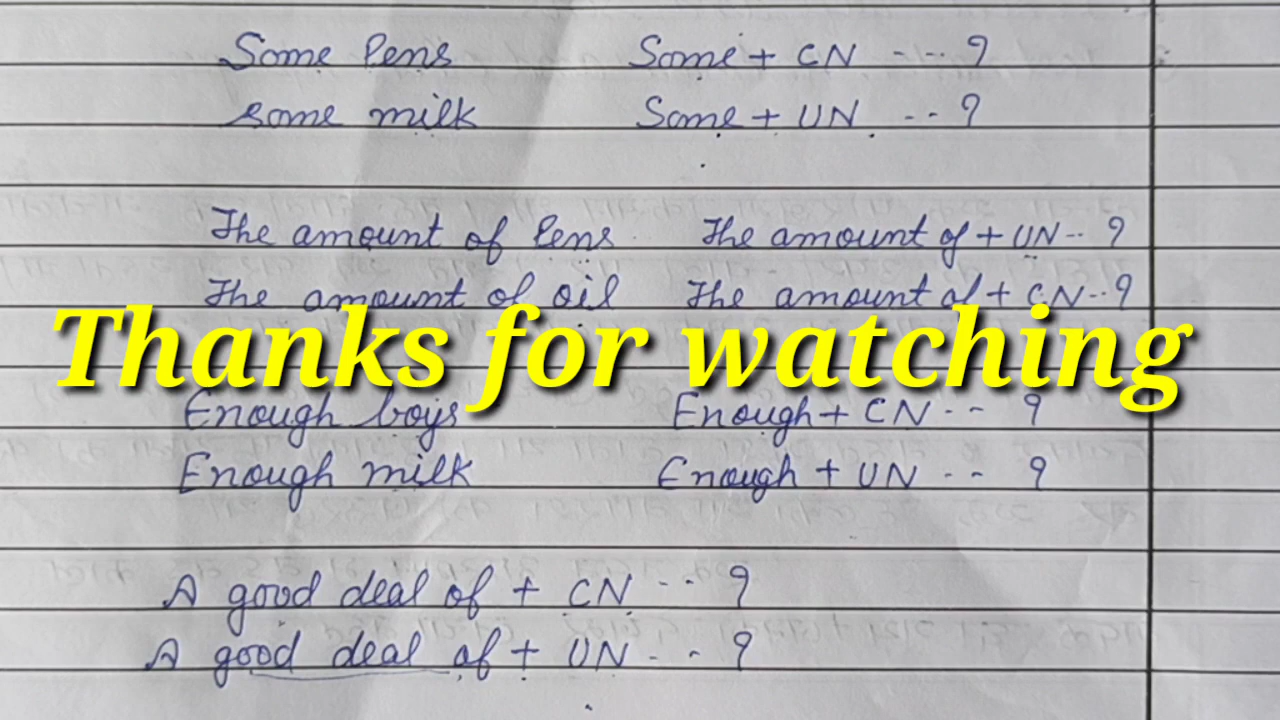 Some Pens Some + CN --- ?
some milk Some + UN -- ?
The amount of Pens. The amount of + UN -- ?
The amount of oil The amount of + CN -- ?
Thanks for watching
Enough boys Enough + CN -- ?
Enough milk Enough + UN -- ?
A good deal of + CN -- ?
A good deal of + UN -- ?